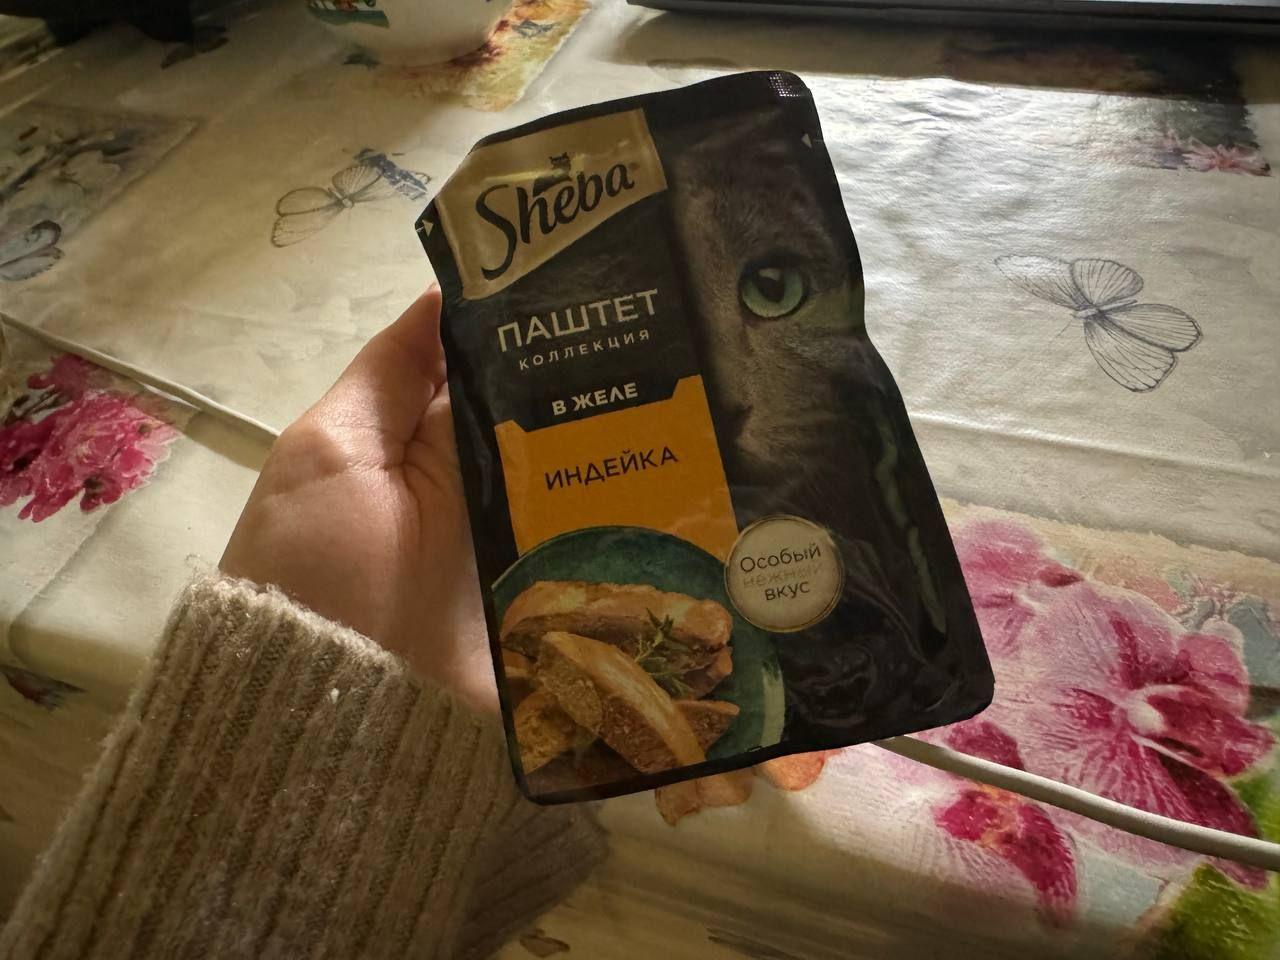 Sheba
ПАШТЕТ
КОЛЛЕКЦИЯ
В ЖЕЛЕ
ИНДЕЙКА
Особый
нежный
вкус